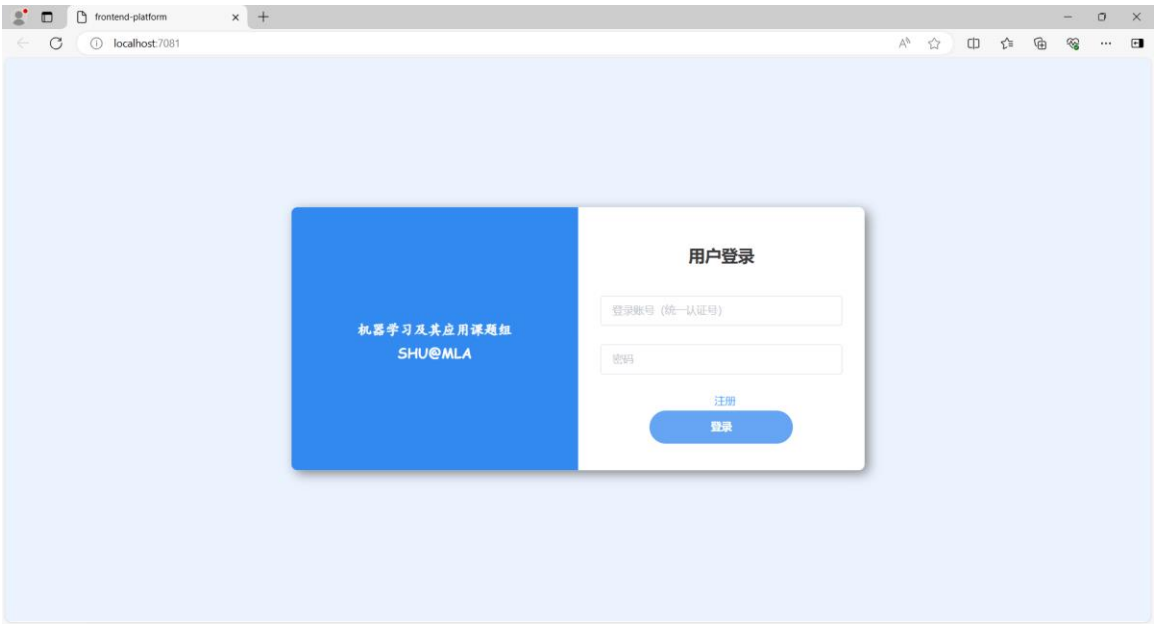 frontend-platform
localhost:7081
机器学习及其应用课题组
SHU@MLA
用户登录
登录账号 (统一认证号)
密码
注册
登录